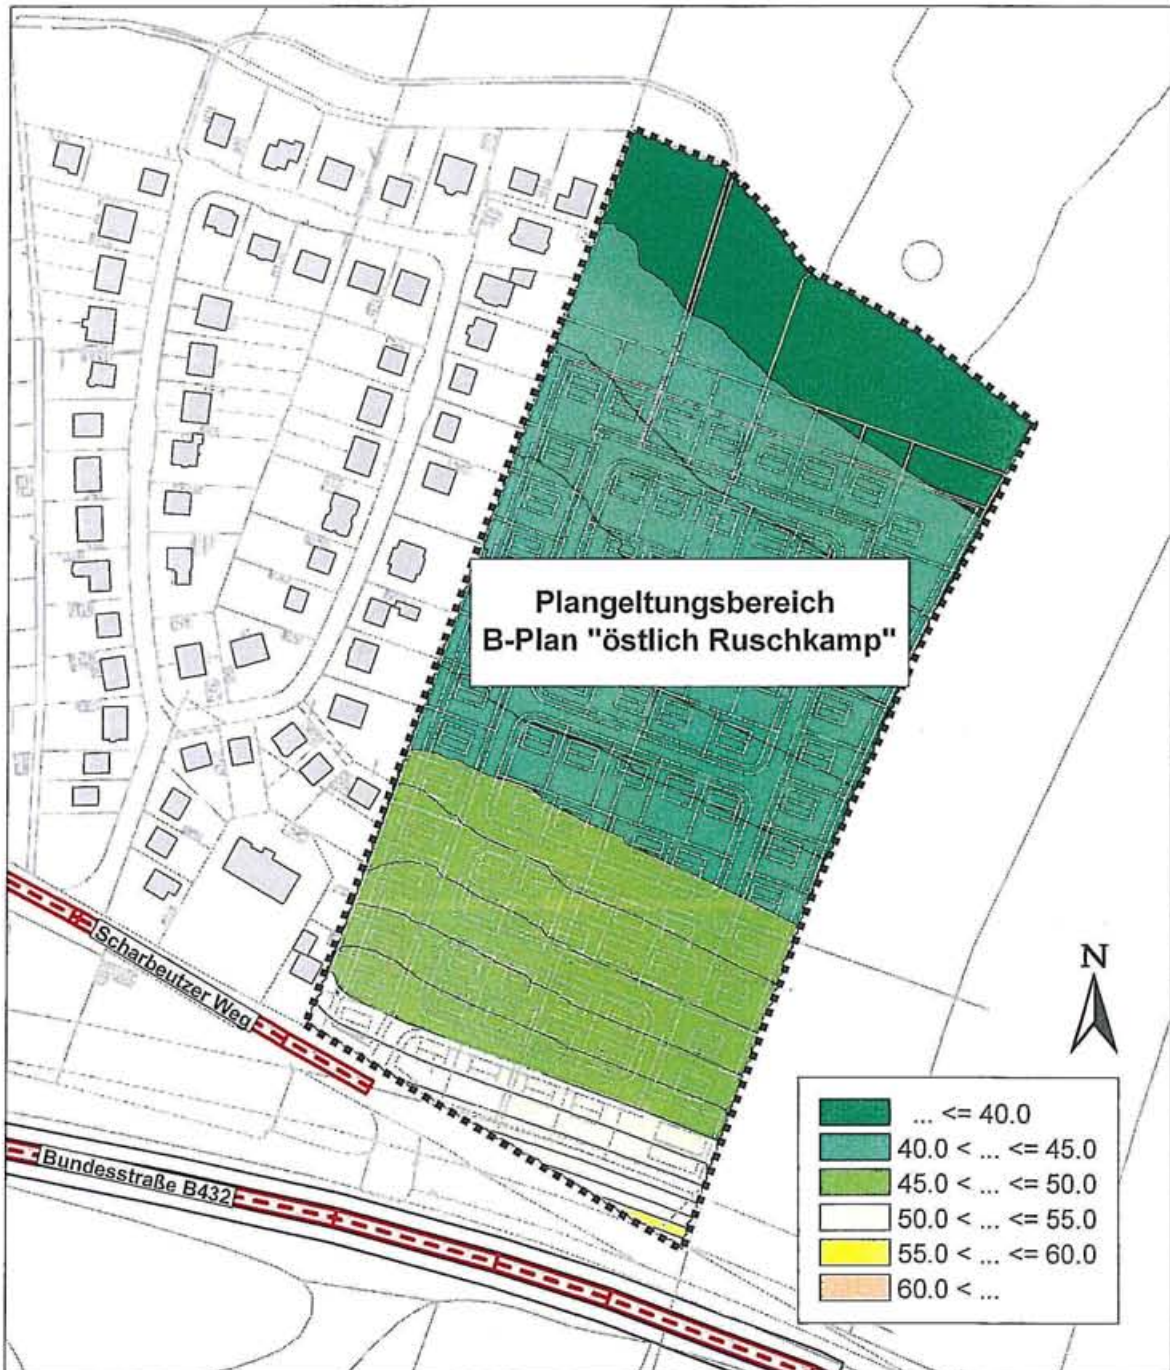 Plangeltungsbereich
B-Plan "östlich Ruschkamp"
Scharbeutzer Weg
Bundesstraße B432
N
... <= 40.0
40.0 < ... <= 45.0
45.0 < ... <= 50.0
50.0 < ... <= 55.0
55.0 < ... <= 60.0
60.0 < ...